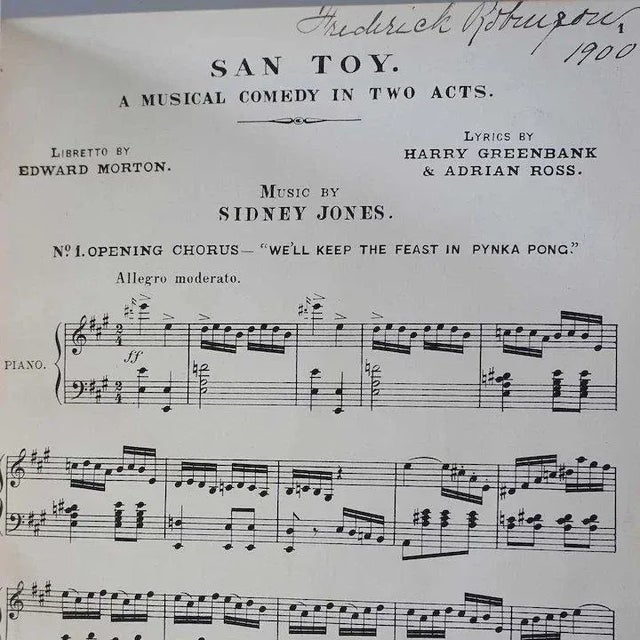 Frederick Robinson 1
1900
SAN TOY.
A MUSICAL COMEDY IN TWO ACTS.
LIBRETTO BY
EDWARD MORTON.
LYRICS BY
HARRY GREENBANK
& ADRIAN ROSS.
MUSIC BY
SIDNEY JONES.
Nº 1. OPENING CHORUS — "WE'LL KEEP THE FEAST IN PYNKA PONG."
Allegro moderato.
PIANO.
ff